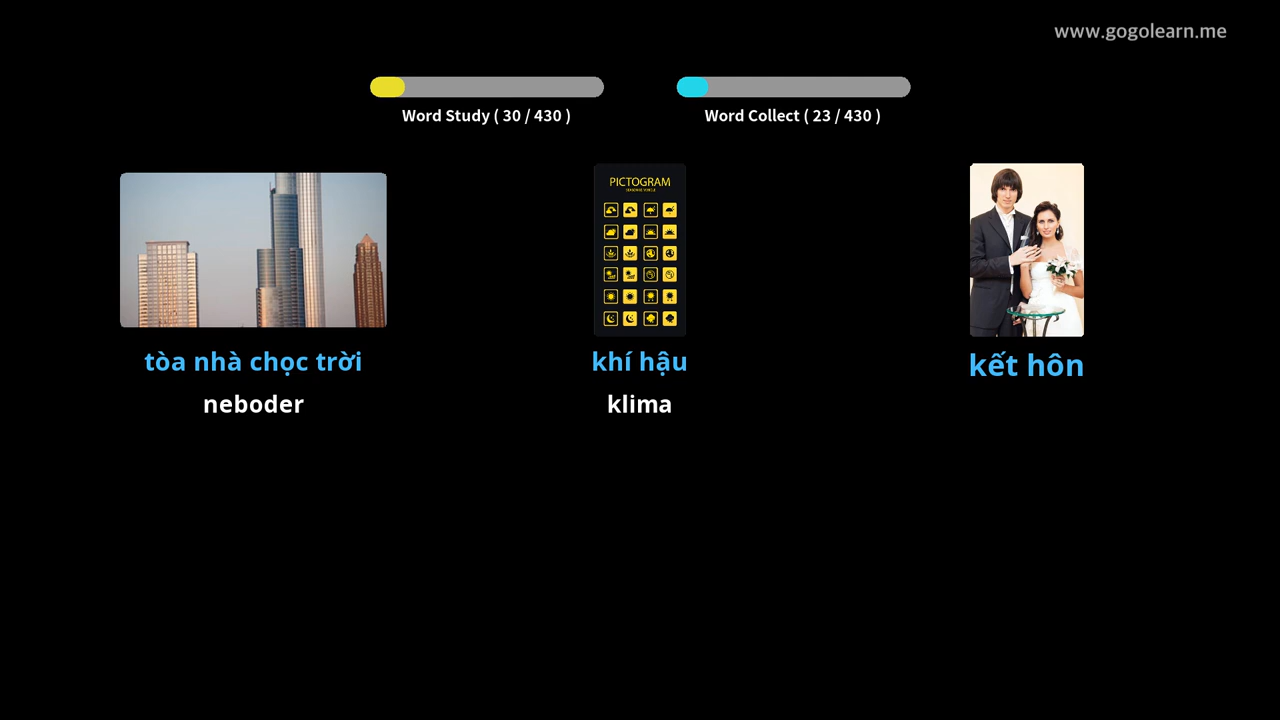 www.gogolearn.me
Word Study ( 30 / 430 )
Word Collect ( 23 / 430 )
PICTOGRAM
tòa nhà chọc trời
khí hậu
kết hôn
neboder
klima